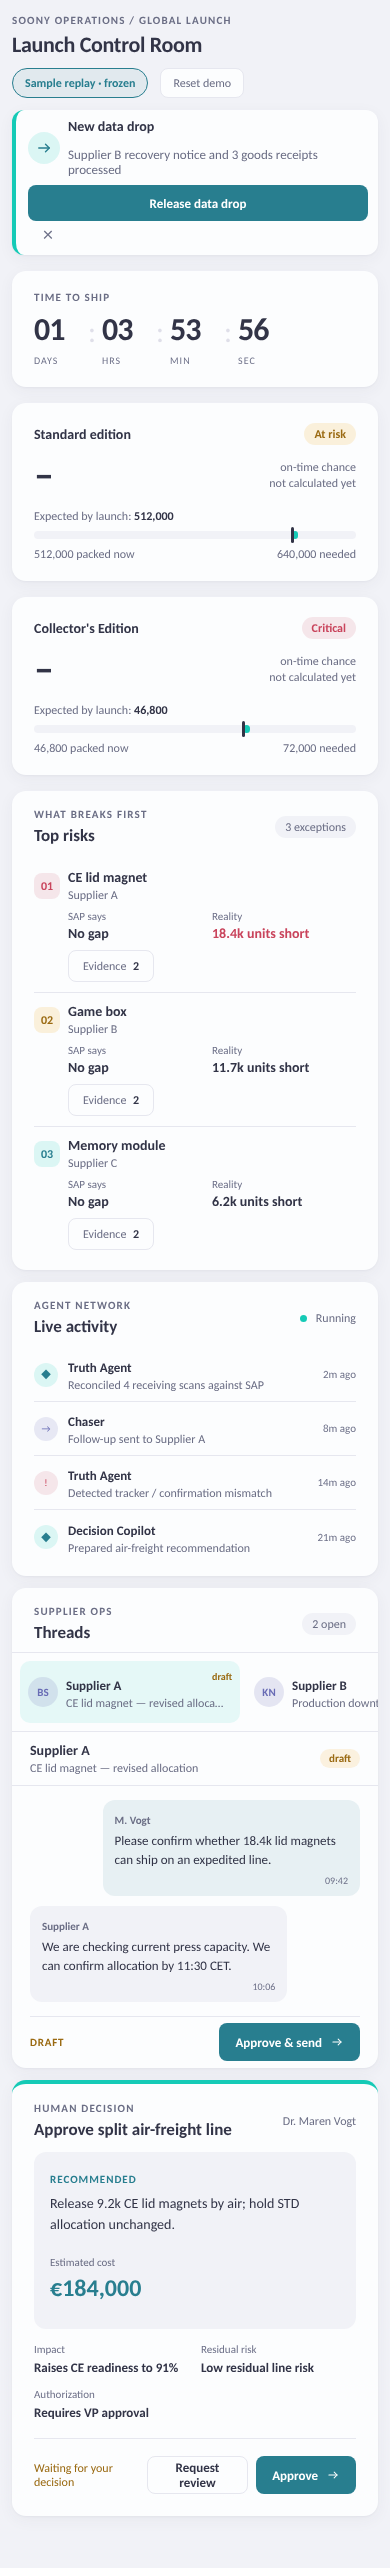 SOONY OPERATIONS / GLOBAL LAUNCH
Launch Control Room
Sample replay · frozen
Reset demo
New data drop
Supplier B recovery notice and 3 goods receipts
processed
Release data drop
×
TIME TO SHIP
01 : 03 : 53 : 56
DAYS HRS MIN SEC
Standard edition
At risk
–
on-time chance
not calculated yet
Expected by launch: 512,000
512,000 packed now
640,000 needed
Collector's Edition
Critical
–
on-time chance
not calculated yet
Expected by launch: 46,800
46,800 packed now
72,000 needed
WHAT BREAKS FIRST
Top risks
3 exceptions
01
CE lid magnet
Supplier A
SAP says
Reality
No gap
18.4k units short
Evidence 2
02
Game box
Supplier B
SAP says
Reality
No gap
11.7k units short
Evidence 2
03
Memory module
Supplier C
SAP says
Reality
No gap
6.2k units short
Evidence 2
AGENT NETWORK
Live activity
Running
Truth Agent
Reconciled 4 receiving scans against SAP
2m ago
→
Chaser
Follow-up sent to Supplier A
8m ago
!
Truth Agent
Detected tracker / confirmation mismatch
14m ago
Decision Copilot
Prepared air-freight recommendation
21m ago
SUPPLIER OPS
Threads
2 open
BS
Supplier A
draft
CE lid magnet — revised alloca...
KN
Supplier B
Production downt
Supplier A
CE lid magnet — revised allocation
draft
M. Vogt
Please confirm whether 18.4k lid magnets
can ship on an expedited line.
09:42
Supplier A
We are checking current press capacity. We
can confirm allocation by 11:30 CET.
10:06
DRAFT
Approve & send →
HUMAN DECISION
Approve split air-freight line
Dr. Maren Vogt
RECOMMENDED
Release 9.2k CE lid magnets by air; hold STD
allocation unchanged.
Estimated cost
€184,000
Impact
Residual risk
Raises CE readiness to 91%
Low residual line risk
Authorization
Requires VP approval
Waiting for your
decision
Request
review
Approve →